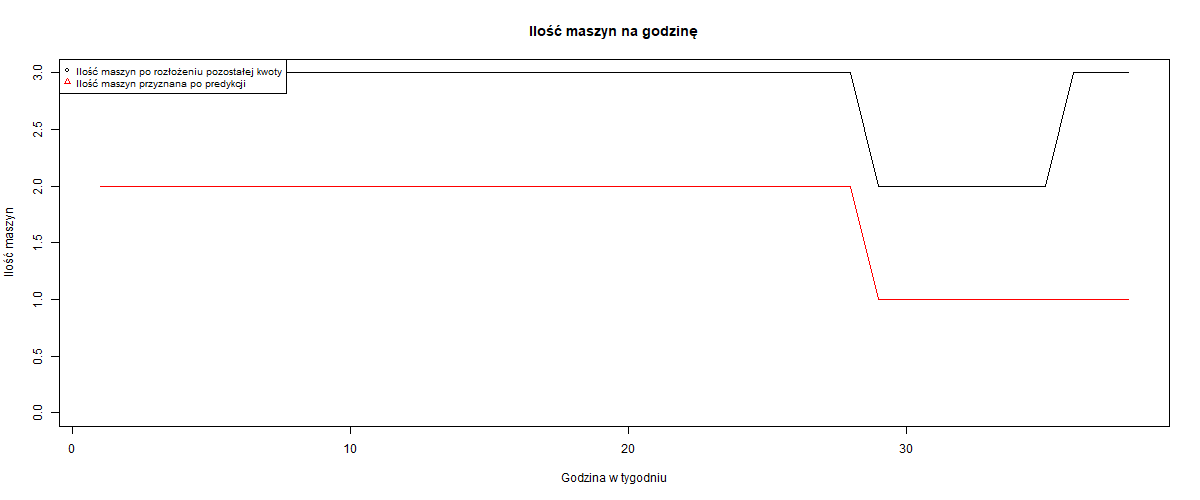 Ilość maszyn na godzinę
Ilość maszyn po rozłożeniu pozostałej kwoty
Ilość maszyn przyznana po predykcji
Ilość maszyn
3.0
2.5
2.0
1.5
1.0
0.5
0.0
0 10 20 30
Godzina w tygodniu